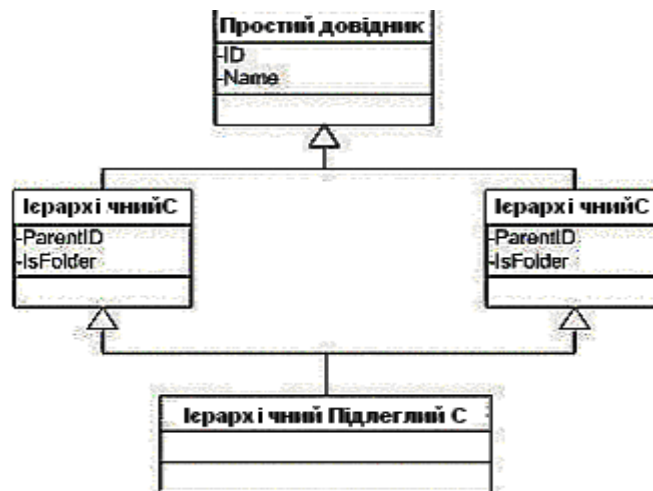 Простий довідник
-ID
-Name
Ієрархі чнийС
-ParentID
-IsFolder
Ієрархі чнийС
-ParentID
-IsFolder
Ієрархі чний Підлеглий С